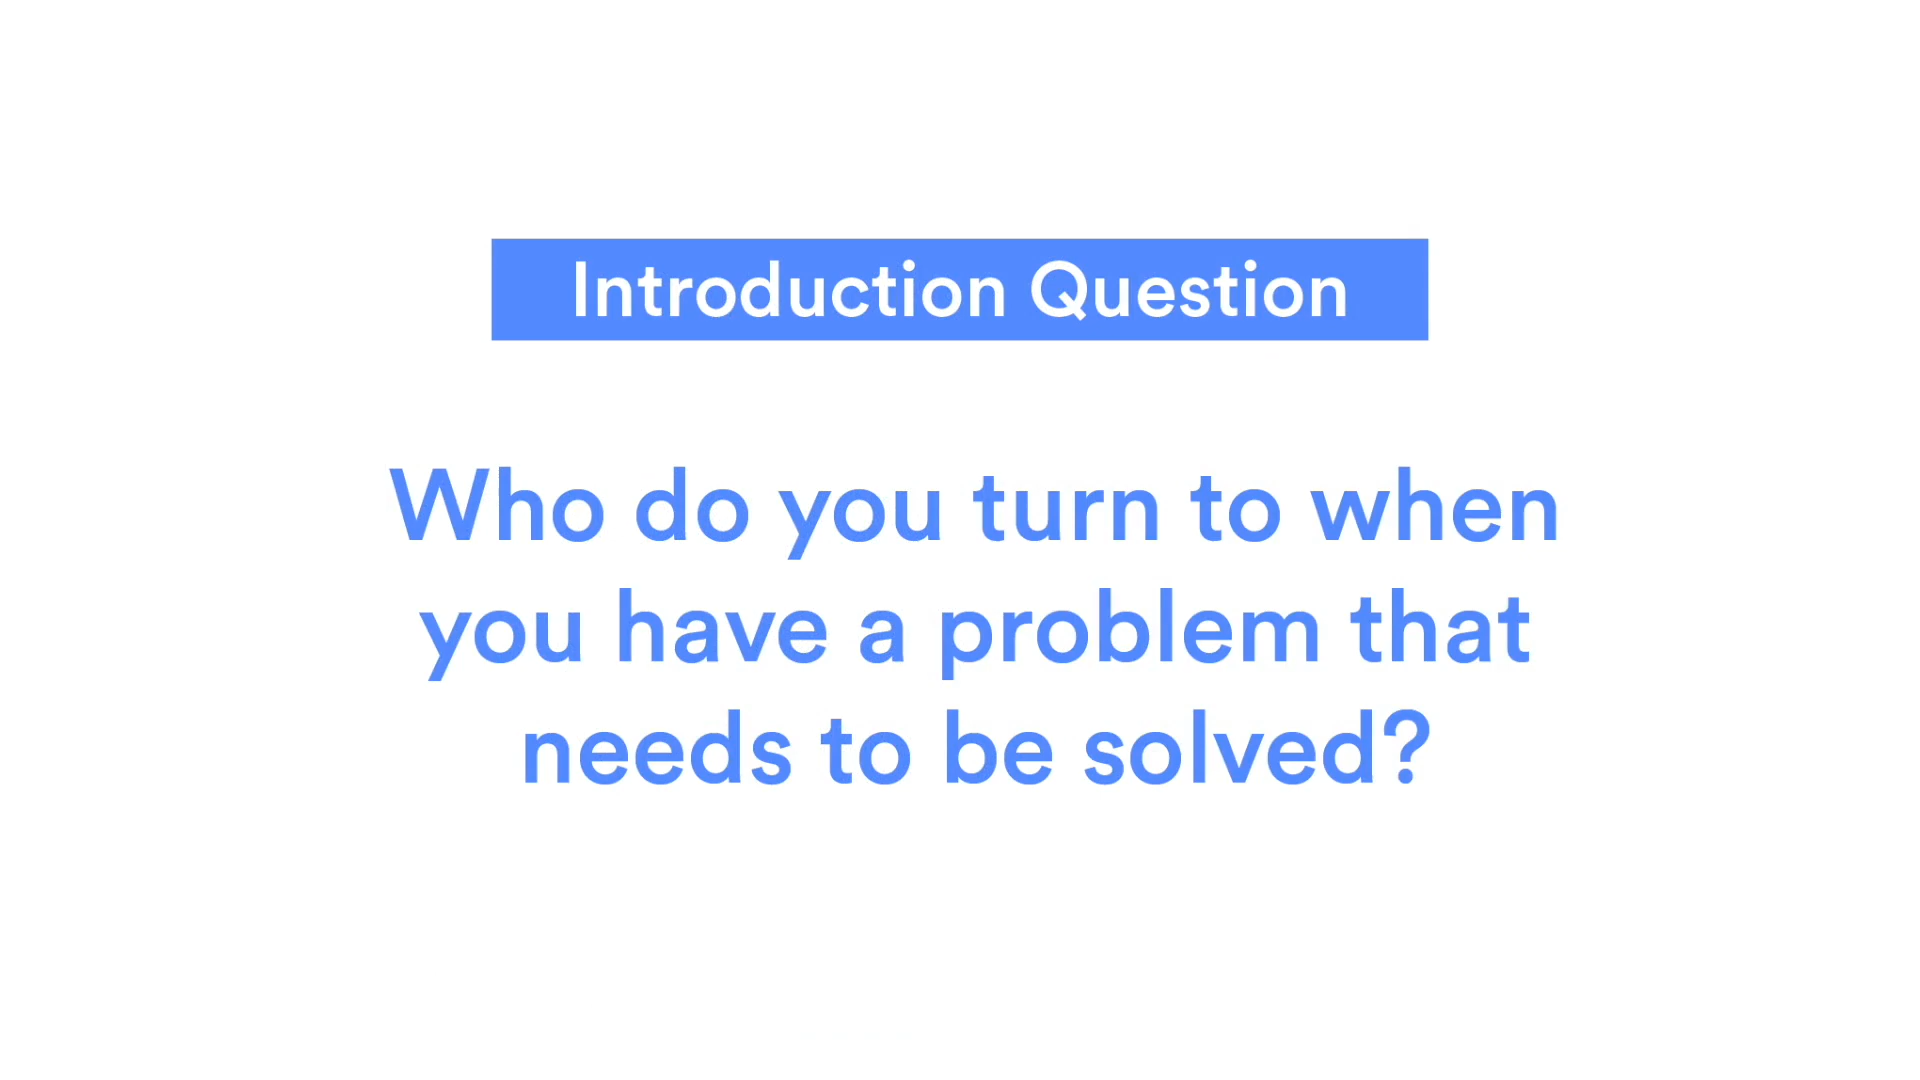 Introduction Question
Who do you turn to when
you have a problem that
needs to be solved?